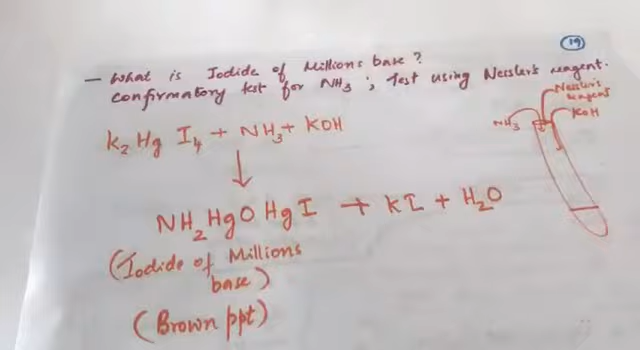 19
— What is Iodide of Millions base?
confirmatory test for NH₃; Test using Nessler's reagent.
Nessler's
reagent
NH₃
KOH
K₂ Hg I₄ + NH₃ + KOH
NH₂ HgO HgI + KI + H₂O
(Iodide of Millions
base)
(Brown ppt)